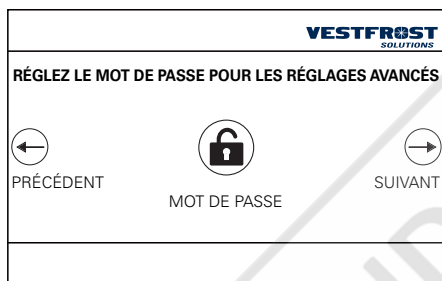 VESTFROST
SOLUTIONS
RÉGLEZ LE MOT DE PASSE POUR LES RÉGLAGES AVANCÉS
PRÉCÉDENT
MOT DE PASSE
SUIVANT